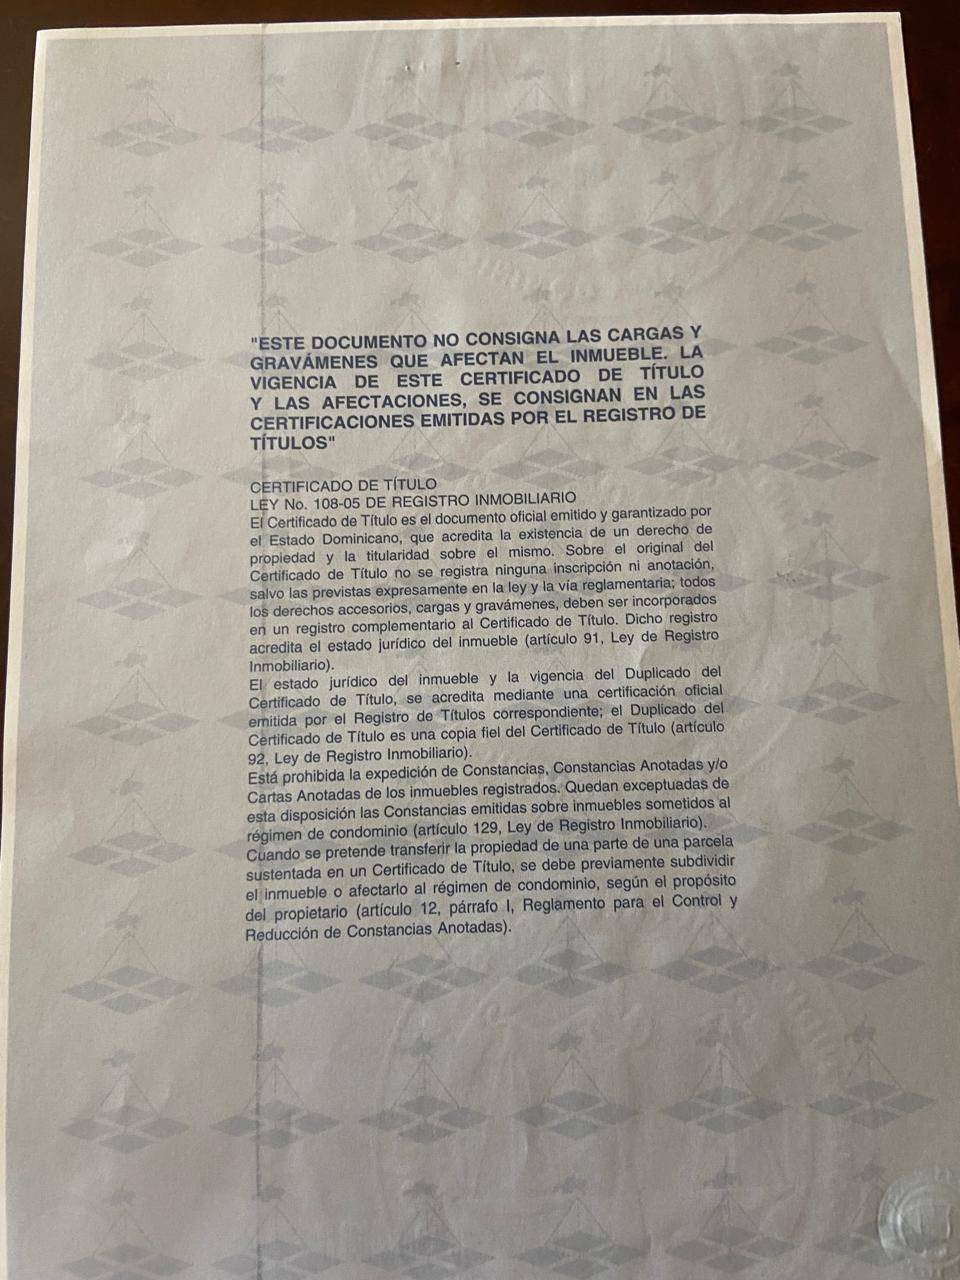 "ESTE DOCUMENTO NO CONSIGNA LAS CARGAS Y
GRAVÁMENES QUE AFECTAN EL INMUEBLE. LA
VIGENCIA DE ESTE CERTIFICADO DE TÍTULO
Y LAS AFECTACIONES, SE CONSIGNAN EN LAS
CERTIFICACIONES EMITIDAS POR EL REGISTRO DE
TÍTULOS"
CERTIFICADO DE TÍTULO
LEY No. 108-05 DE REGISTRO INMOBILIARIO
El Certificado de Título es el documento oficial emitido y garantizado por
el Estado Dominicano, que acredita la existencia de un derecho de
propiedad y la titularidad sobre el mismo. Sobre el original del
Certificado de Título no se registra ninguna inscripción ni anotación,
salvo las previstas expresamente en la ley y la vía reglamentaria; todos
los derechos accesorios, cargas y gravámenes, deben ser incorporados
en un registro complementario al Certificado de Título. Dicho registro
acredita el estado jurídico del inmueble (artículo 91, Ley de Registro
Inmobiliario).
El estado jurídico del inmueble y la vigencia del Duplicado del
Certificado de Título, se acredita mediante una certificación oficial
emitida por el Registro de Títulos correspondiente; el Duplicado del
Certificado de Título es una copia fiel del Certificado de Título (artículo
92, Ley de Registro Inmobiliario).
Está prohibida la expedición de Constancias, Constancias Anotadas y/o
Cartas Anotadas de los inmuebles registrados. Quedan exceptuadas de
esta disposición las Constancias emitidas sobre inmuebles sometidos al
régimen de condominio (artículo 129, Ley de Registro Inmobiliario).
Cuando se pretende transferir la propiedad de una parte de una parcela
sustentada en un Certificado de Título, se debe previamente subdividir
el inmueble o afectarlo al régimen de condominio, según el propósito
del propietario (artículo 12, párrafo I, Reglamento para el Control y
Reducción de Constancias Anotadas).